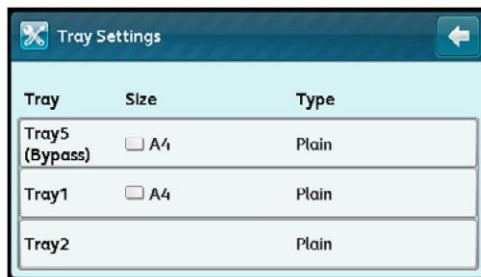 Tray Settings
Tray Size Type
Tray5
(Bypass) A4 Plain
Tray1 A4 Plain
Tray2 Plain